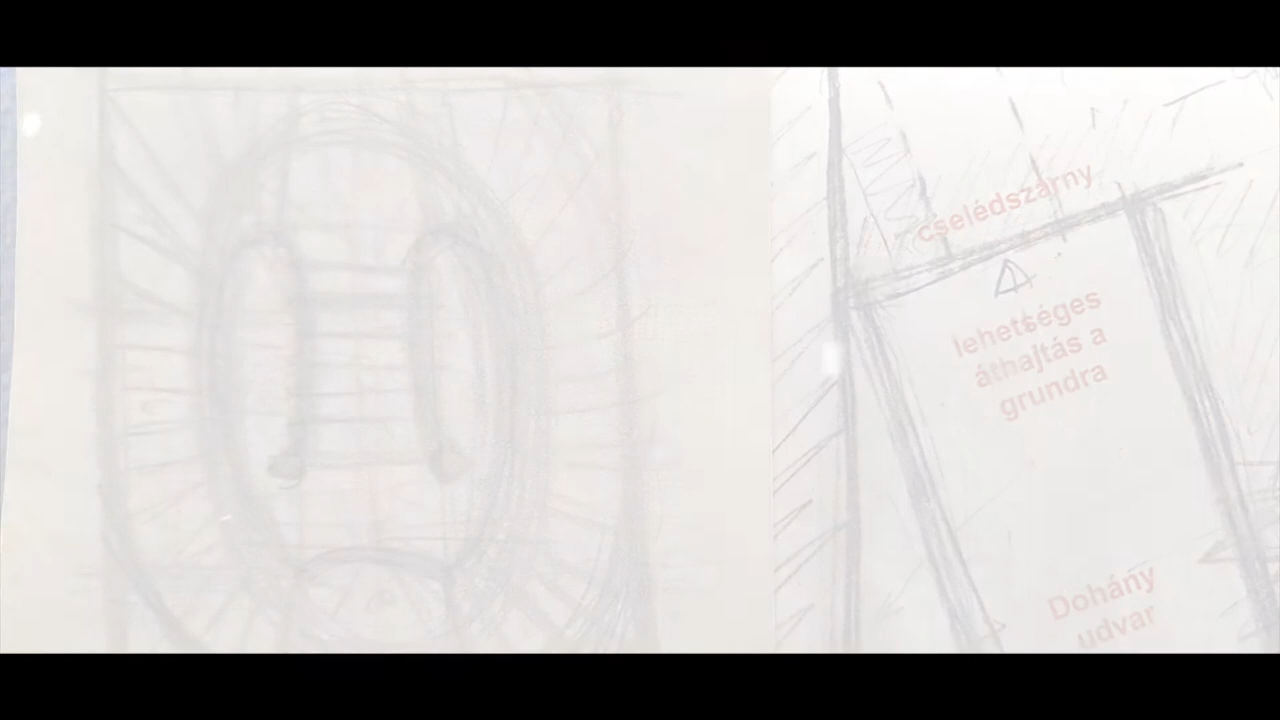 cselédszárny
lehetséges
áthajtás a
grundra
Dohány
udvar